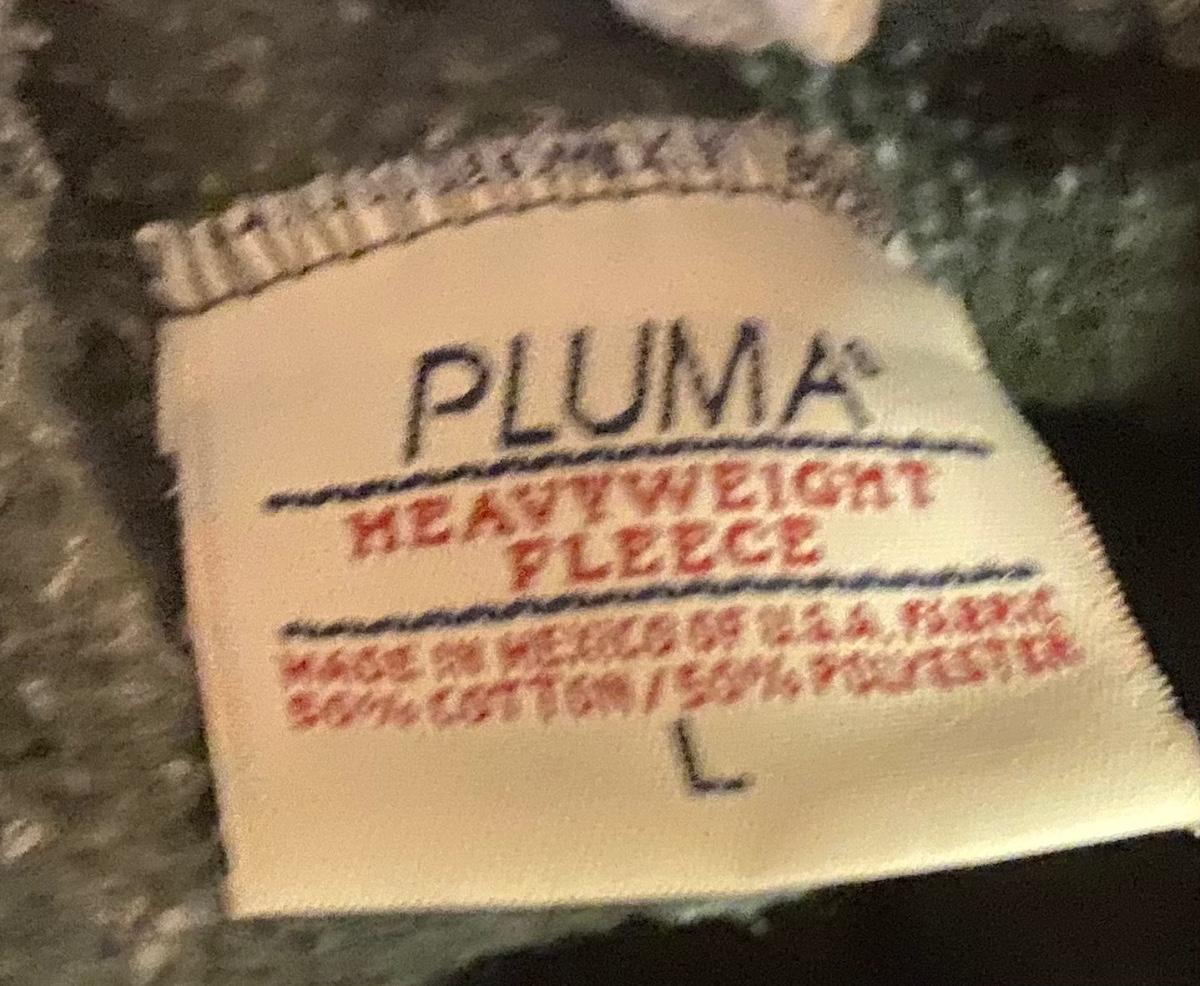 PLUMA®
HEAVYWEIGHT
FLEECE
MADE IN MEXICO OF U.S.A. FABRIC
50% COTTON / 50% POLYESTER
L